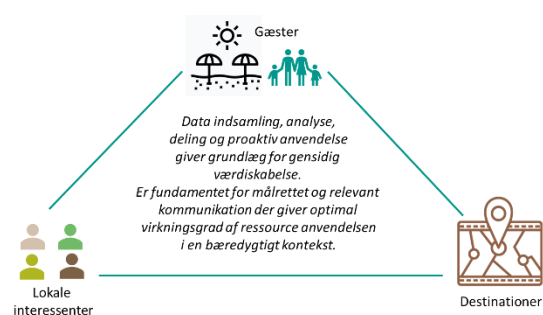 Gæster
Data indsamling, analyse,
deling og proaktiv anvendelse
giver grundlæg for gensidig
værdiskabelse.
Er fundamentet for målrettet og relevant
kommunikation der giver optimal
virkningsgrad af ressource anvendelsen
i en bæredygtigt kontekst.
Lokale
interessenter
Destinationer